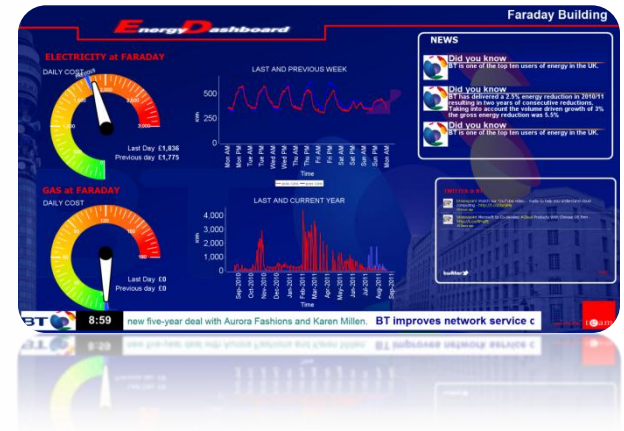 Faraday Building
Energy Dashboard
ELECTRICITY at FARADAY
DAILY COST
Last Day £1,836
Previous day £1,775
LAST AND PREVIOUS WEEK
kWh
500
250
0
Mon AM
Mon PM
Tue AM
Tue PM
Wed AM
Wed PM
Thu AM
Thu PM
Fri AM
Fri PM
Sat AM
Sat PM
Sun AM
Sun PM
Mon AM
Time
NEWS
Did you know
BT is one of the top ten users of energy in the UK.
Did you know
BT has delivered a 2.5% energy reduction in 2010/11
resulting in two years of consecutive reductions.
Taking into account the volume driven growth of 3%
the gross energy reduction was 5.5%
Did you know
BT is one of the top ten users of energy in the UK.
GAS at FARADAY
DAILY COST
Last Day £0
Previous day £0
LAST AND CURRENT YEAR
kWh
4,000
3,000
2,000
1,000
0
Sep-2010
Oct-2010
Nov-2010
Dec-2010
Jan-2011
Feb-2011
Mar-2011
Apr-2011
May-2011
Jun-2011
Jul-2011
Aug-2011
Sep-2011
Time
twitter
BT
8:59
new five-year deal with Aurora Fashions and Karen Millen. BT improves network service c